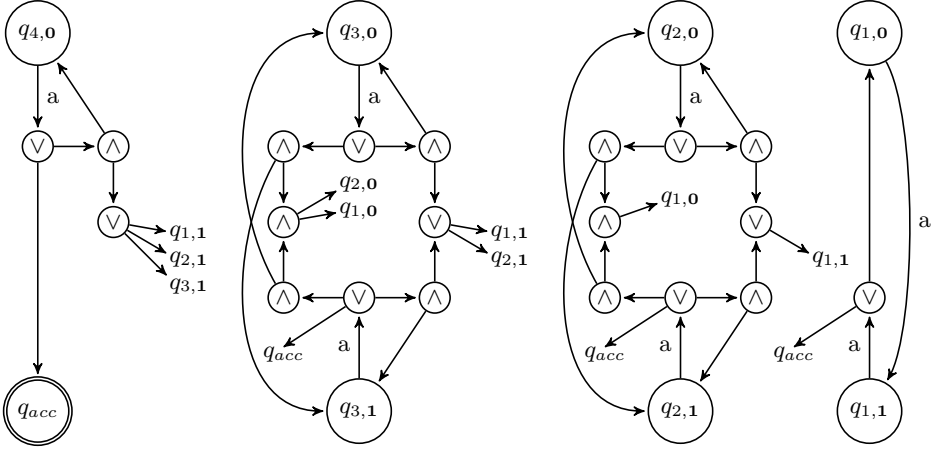 q4,0 q3,0 q2,0 q1,0
a a a
∨ ∧ ∧ ∨ ∧ ∧ ∨ ∧
q2,0
q1,0 q1,0
∨ ∧ ∨ ∧ ∨ a
q1,1 q1,1
q2,1 q2,1 q1,1
q3,1
∧ ∨ ∧ ∧ ∨ ∧ ∨
qacc a qacc a qacc a
qacc q3,1 q2,1 q1,1